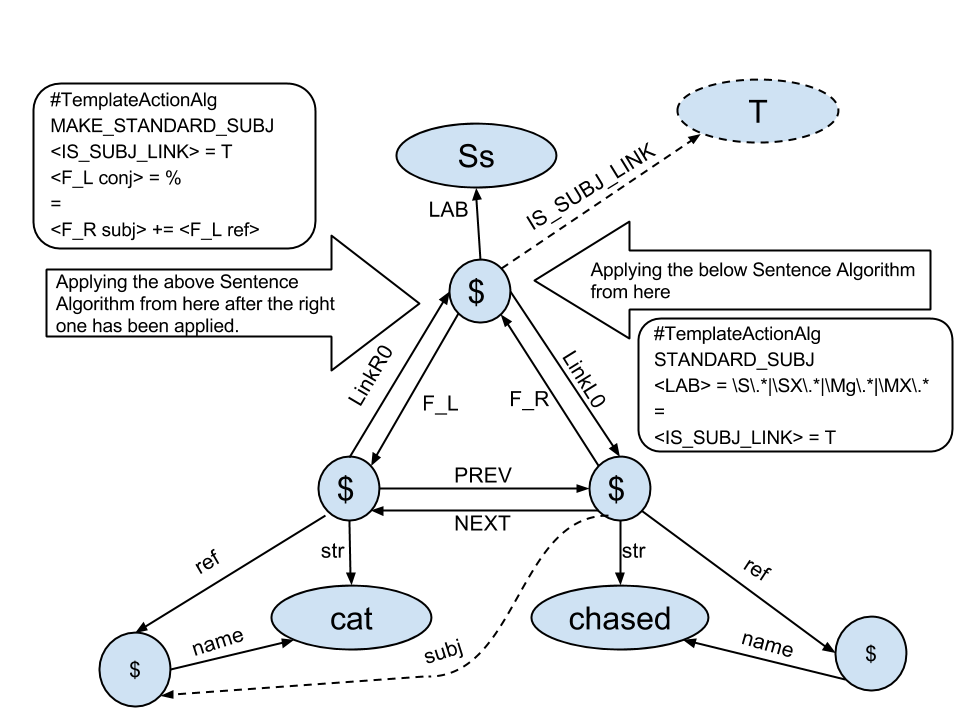 #TemplateActionAlg
MAKE_STANDARD_SUBJ
<IS_SUBJ_LINK> = T
<F_L conj> = %
=
<F_R subj> += <F_L ref>
T
Ss
IS_SUBJ_LINK
LAB
Applying the above Sentence
Algorithm from here after the right
one has been applied.
$
Applying the below Sentence Algorithm
from here
#TemplateActionAlg
STANDARD_SUBJ
<LAB> = \S\.*|\SX\.*|\Mg\.*|\MX\.*
=
<IS_SUBJ_LINK> = T
LinkR0
F_L
F_R
LinkL0
$
PREV
$
NEXT
ref
str
str
ref
cat
chased
name
subj
name
$
$